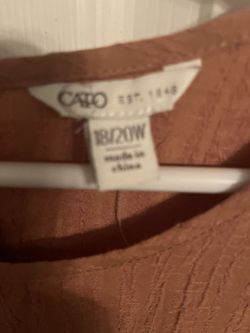 CATO EST. 1946
18/20W
made in
china